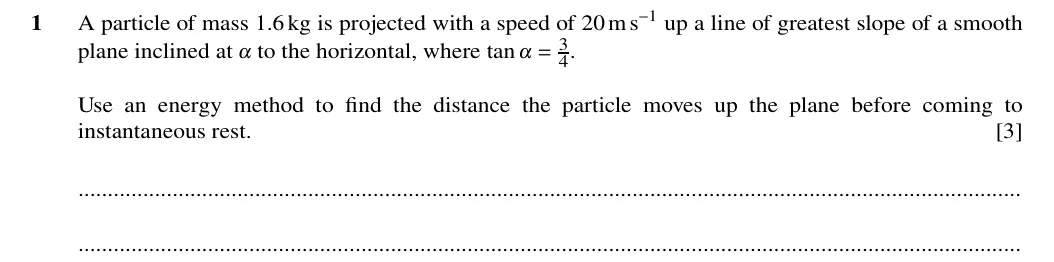 1 A particle of mass 1.6 kg is projected with a speed of 20 m s⁻¹ up a line of greatest slope of a smooth
plane inclined at α to the horizontal, where tan α = 3/4.
Use an energy method to find the distance the particle moves up the plane before coming to
instantaneous rest. [3]